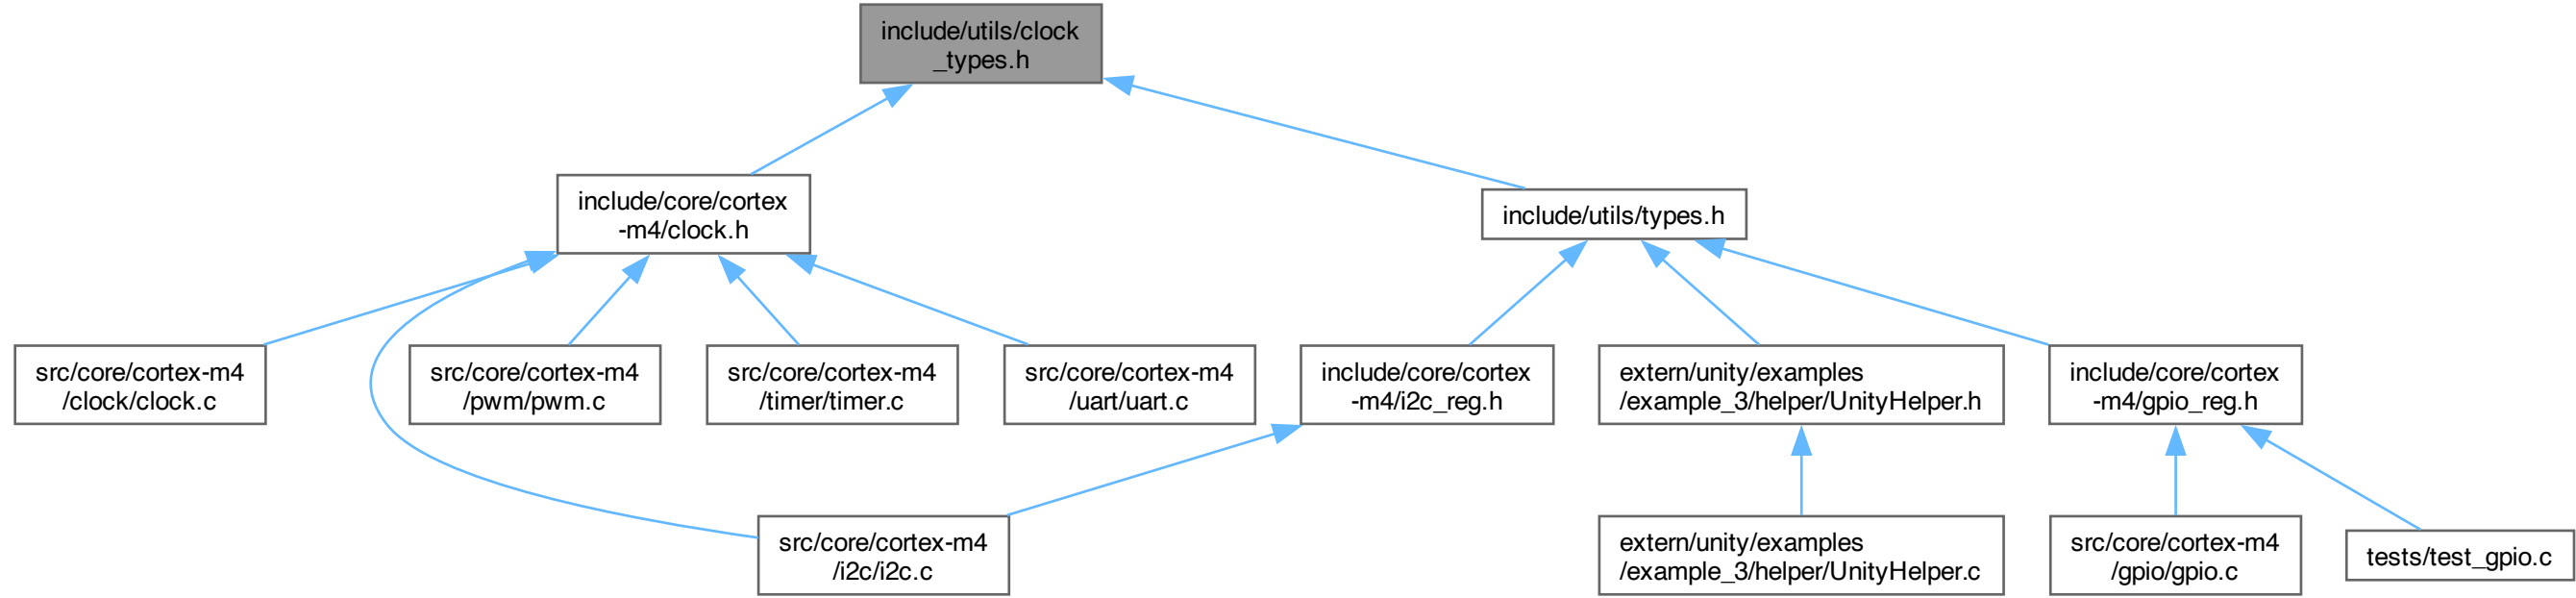 include/utils/clock
_types.h
include/core/cortex
-m4/clock.h
include/utils/types.h
src/core/cortex-m4
/clock/clock.c
src/core/cortex-m4
/pwm/pwm.c
src/core/cortex-m4
/timer/timer.c
src/core/cortex-m4
/uart/uart.c
include/core/cortex
-m4/i2c_reg.h
extern/unity/examples
/example_3/helper/UnityHelper.h
include/core/cortex
-m4/gpio_reg.h
src/core/cortex-m4
/i2c/i2c.c
extern/unity/examples
/example_3/helper/UnityHelper.c
src/core/cortex-m4
/gpio/gpio.c
tests/test_gpio.c